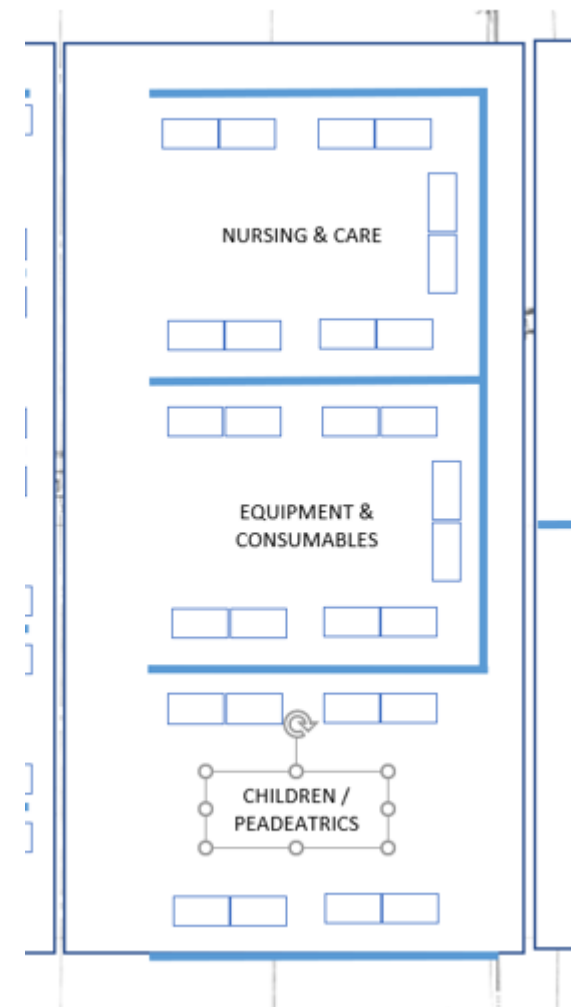 NURSING & CARE
EQUIPMENT &
CONSUMABLES
CHILDREN /
PEADEATRICS